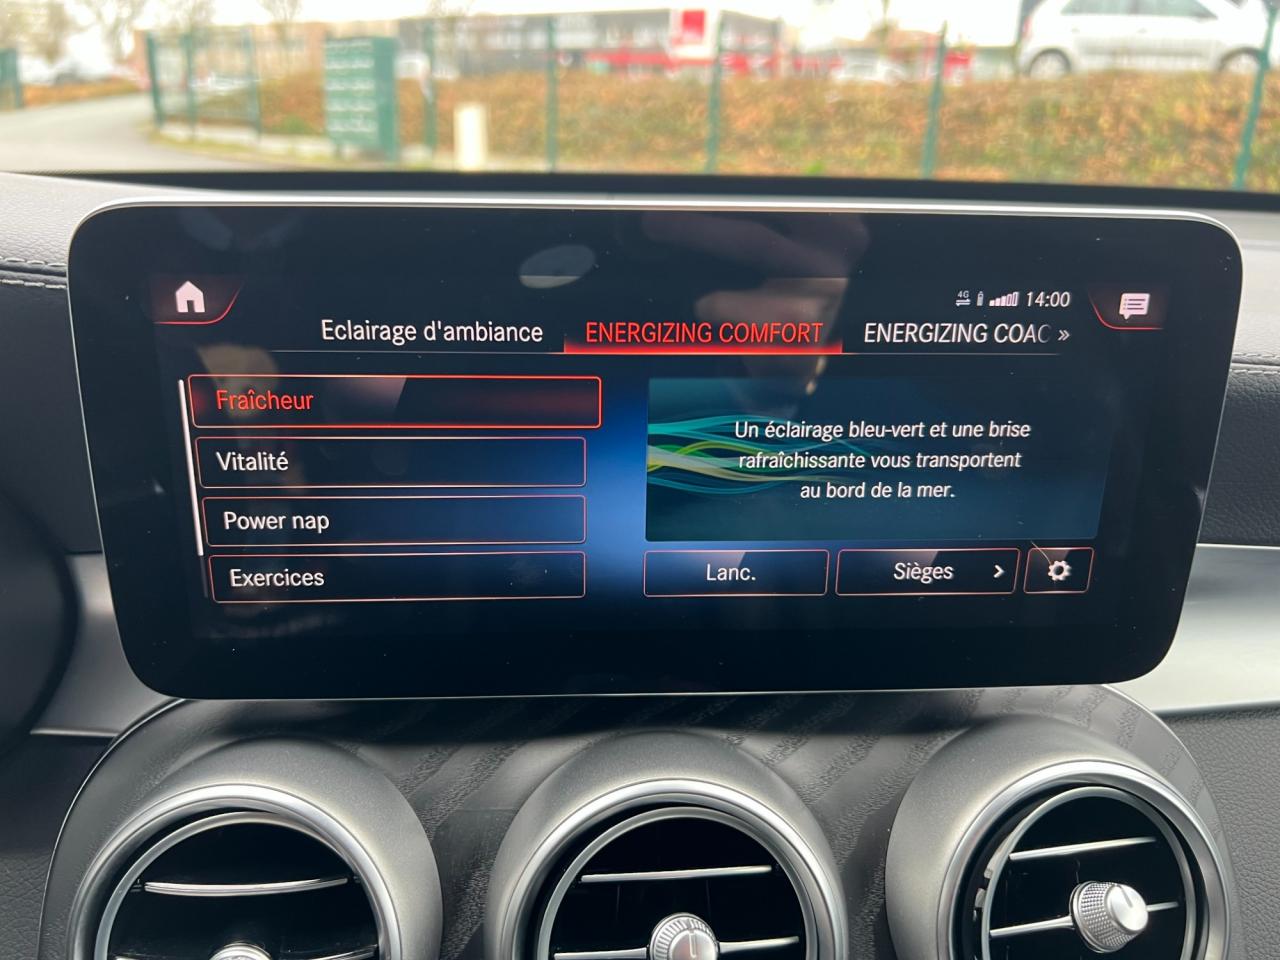 4G 14:00
Eclairage d'ambiance ENERGIZING COMFORT ENERGIZING COAC »
Fraîcheur
Vitalité
Power nap
Exercices
Un éclairage bleu-vert et une brise
rafraîchissante vous transportent
au bord de la mer.
Lanc. Sièges >